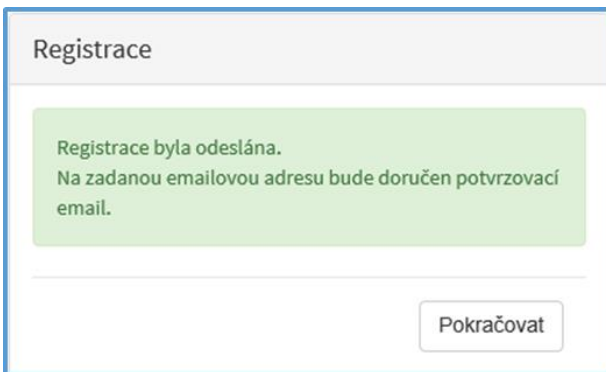 Registrace
Registrace byla odeslána.
Na zadanou emailovou adresu bude doručen potvrzovací
email.
Pokračovat